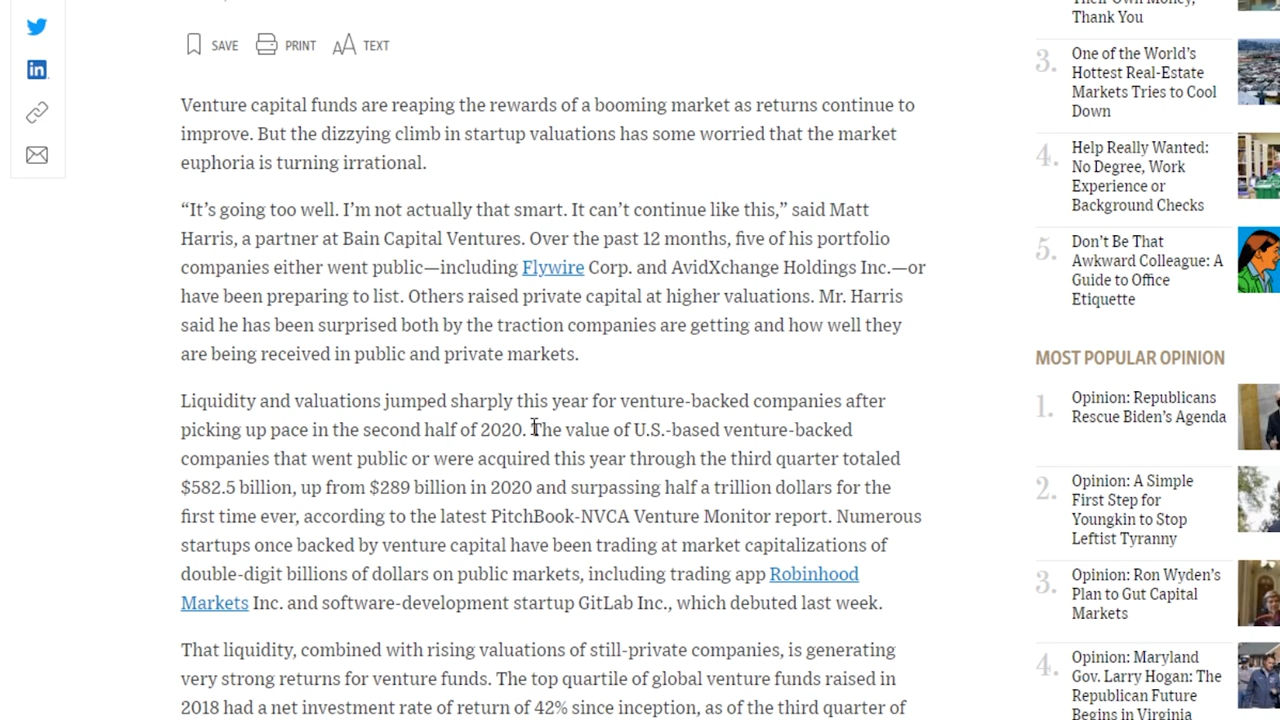 SAVE
PRINT
TEXT
Venture capital funds are reaping the rewards of a booming market as returns continue to
improve. But the dizzying climb in startup valuations has some worried that the market
euphoria is turning irrational.
“It’s going too well. I’m not actually that smart. It can’t continue like this,” said Matt
Harris, a partner at Bain Capital Ventures. Over the past 12 months, five of his portfolio
companies either went public—including Flywire Corp. and AvidXchange Holdings Inc.—or
have been preparing to list. Others raised private capital at higher valuations. Mr. Harris
said he has been surprised both by the traction companies are getting and how well they
are being received in public and private markets.
Liquidity and valuations jumped sharply this year for venture-backed companies after
picking up pace in the second half of 2020. The value of U.S.-based venture-backed
companies that went public or were acquired this year through the third quarter totaled
$582.5 billion, up from $289 billion in 2020 and surpassing half a trillion dollars for the
first time ever, according to the latest PitchBook-NVCA Venture Monitor report. Numerous
startups once backed by venture capital have been trading at market capitalizations of
double-digit billions of dollars on public markets, including trading app Robinhood
Markets Inc. and software-development startup GitLab Inc., which debuted last week.
That liquidity, combined with rising valuations of still-private companies, is generating
very strong returns for venture funds. The top quartile of global venture funds raised in
2018 had a net investment rate of return of 42% since inception, as of the third quarter of
Their Own Money,
Thank You
3.
One of the World’s
Hottest Real-Estate
Markets Tries to Cool
Down
4.
Help Really Wanted:
No Degree, Work
Experience or
Background Checks
5.
Don’t Be That
Awkward Colleague: A
Guide to Office
Etiquette
MOST POPULAR OPINION
1.
Opinion: Republicans
Rescue Biden’s Agenda
2.
Opinion: A Simple
First Step for
Youngkin to Stop
Leftist Tyranny
3.
Opinion: Ron Wyden’s
Plan to Gut Capital
Markets
4.
Opinion: Maryland
Gov. Larry Hogan: The
Republican Future
Begins in Virginia